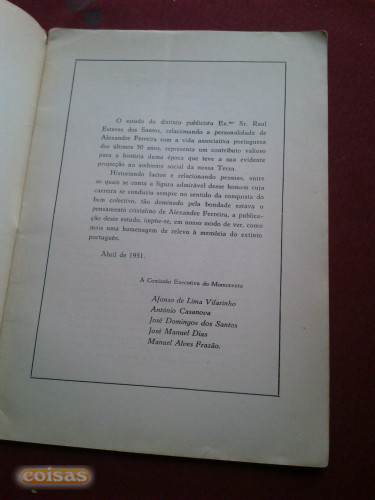 O estudo do distinto publicista Ex.mo Sr. Raul
Esteves dos Santos, relacionando a personalidade de
Alexandre Ferreira com a vida associativa portuguesa
dos últimos 50 anos, representa um contributo valioso
para a história duma época que teve a sua evidente
projecção no ambiente social da nossa Terra.
Historiando factos e relacionando pessoas, entre
as quais se conta a figura admirável desse homem cuja
carreira se conduziu sempre no sentido da conquista do
bem colectivo, tão dominado pela bondade estava o
pensamento cristalino de Alexandre Ferreira, a publica-
ção deste estudo, impõe-se, em nosso modo de ver, como
mais uma homenagem de relevo à memória do extinto
português.
Abril de 1951.
A Comissão Executiva do Monumento
Afonso de Lima Vilarinho
António Casanova
José Domingos dos Santos
José Manuel Dias
Manuel Alves Frazão.
coisas